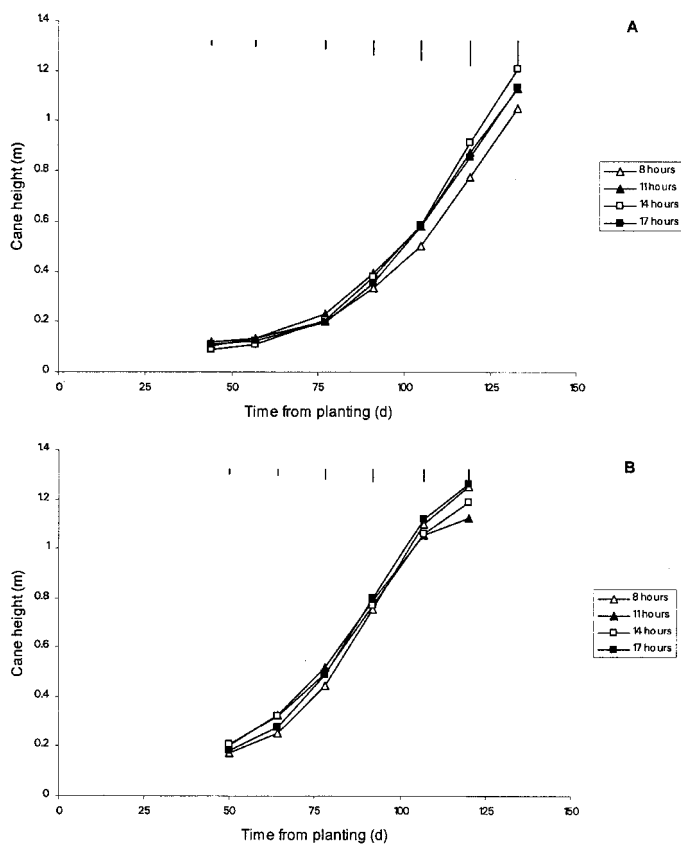 A
Cane height (m)
1.4
1.2
1
0.8
0.6
0.4
0.2
0
0 25 50 75 100 125 150
Time from planting (d)
8 hours
11 hours
14 hours
17 hours
B
Cane height (m)
1.4
1.2
1
0.8
0.6
0.4
0.2
0
0 25 50 75 100 125 150
Time from planting (d)
8 hours
11 hours
14 hours
17 hours